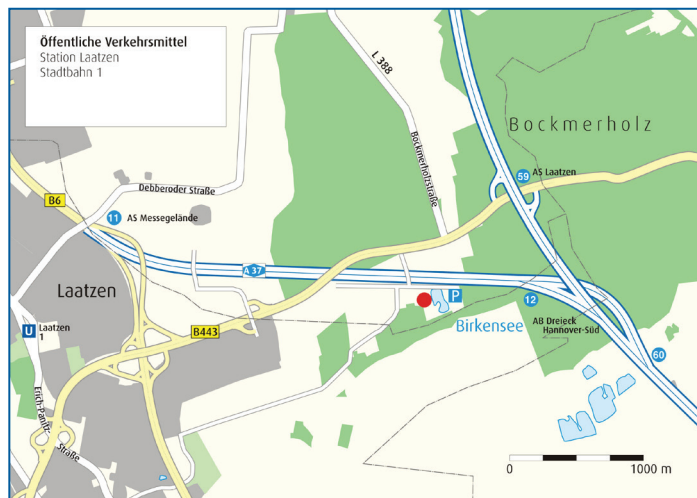 Öffentliche Verkehrsmittel
Station Laatzen
Stadtbahn 1
L 388
Bockmerholz
Bockmerholzstraße
59
AS Laatzen
Debberoder Straße
B6
11
AS Messegelände
A 37
Laatzen
P
12
Birkensee
AB Dreieck
Hannover-Süd
U
Laatzen
1
B443
60
Erich-Panitz-
Straße
0
1000 m